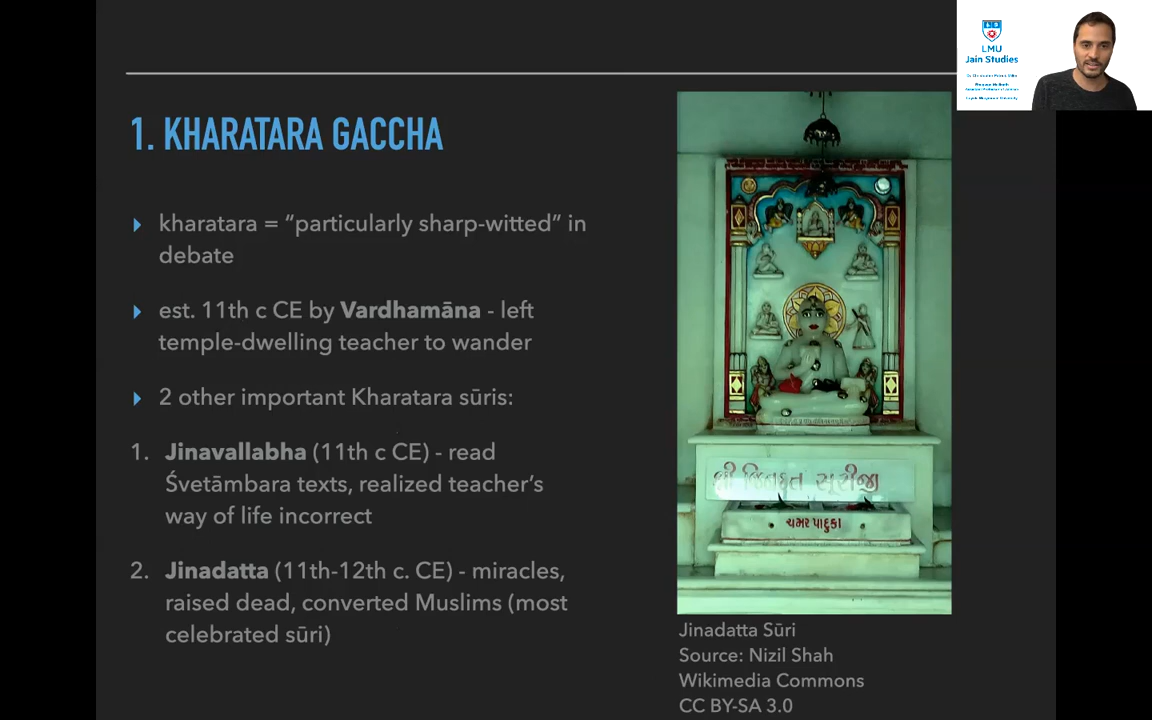 LMU
Jain Studies
1. KHARATARA GACCHA
kharatara = “particularly sharp-witted” in
debate
est. 11th c CE by Vardhamāna - left
temple-dwelling teacher to wander
2 other important Kharatara sūris:
1. Jinavallabha (11th c CE) - read
Śvetāmbara texts, realized teacher’s
way of life incorrect
2. Jinadatta (11th-12th c. CE) - miracles,
raised dead, converted Muslims (most
celebrated sūri)
શ્રી જિનદત્ત સૂરીજી
ચમર પાદુકા
Jinadatta Sūri
Source: Nizil Shah
Wikimedia Commons
CC BY-SA 3.0